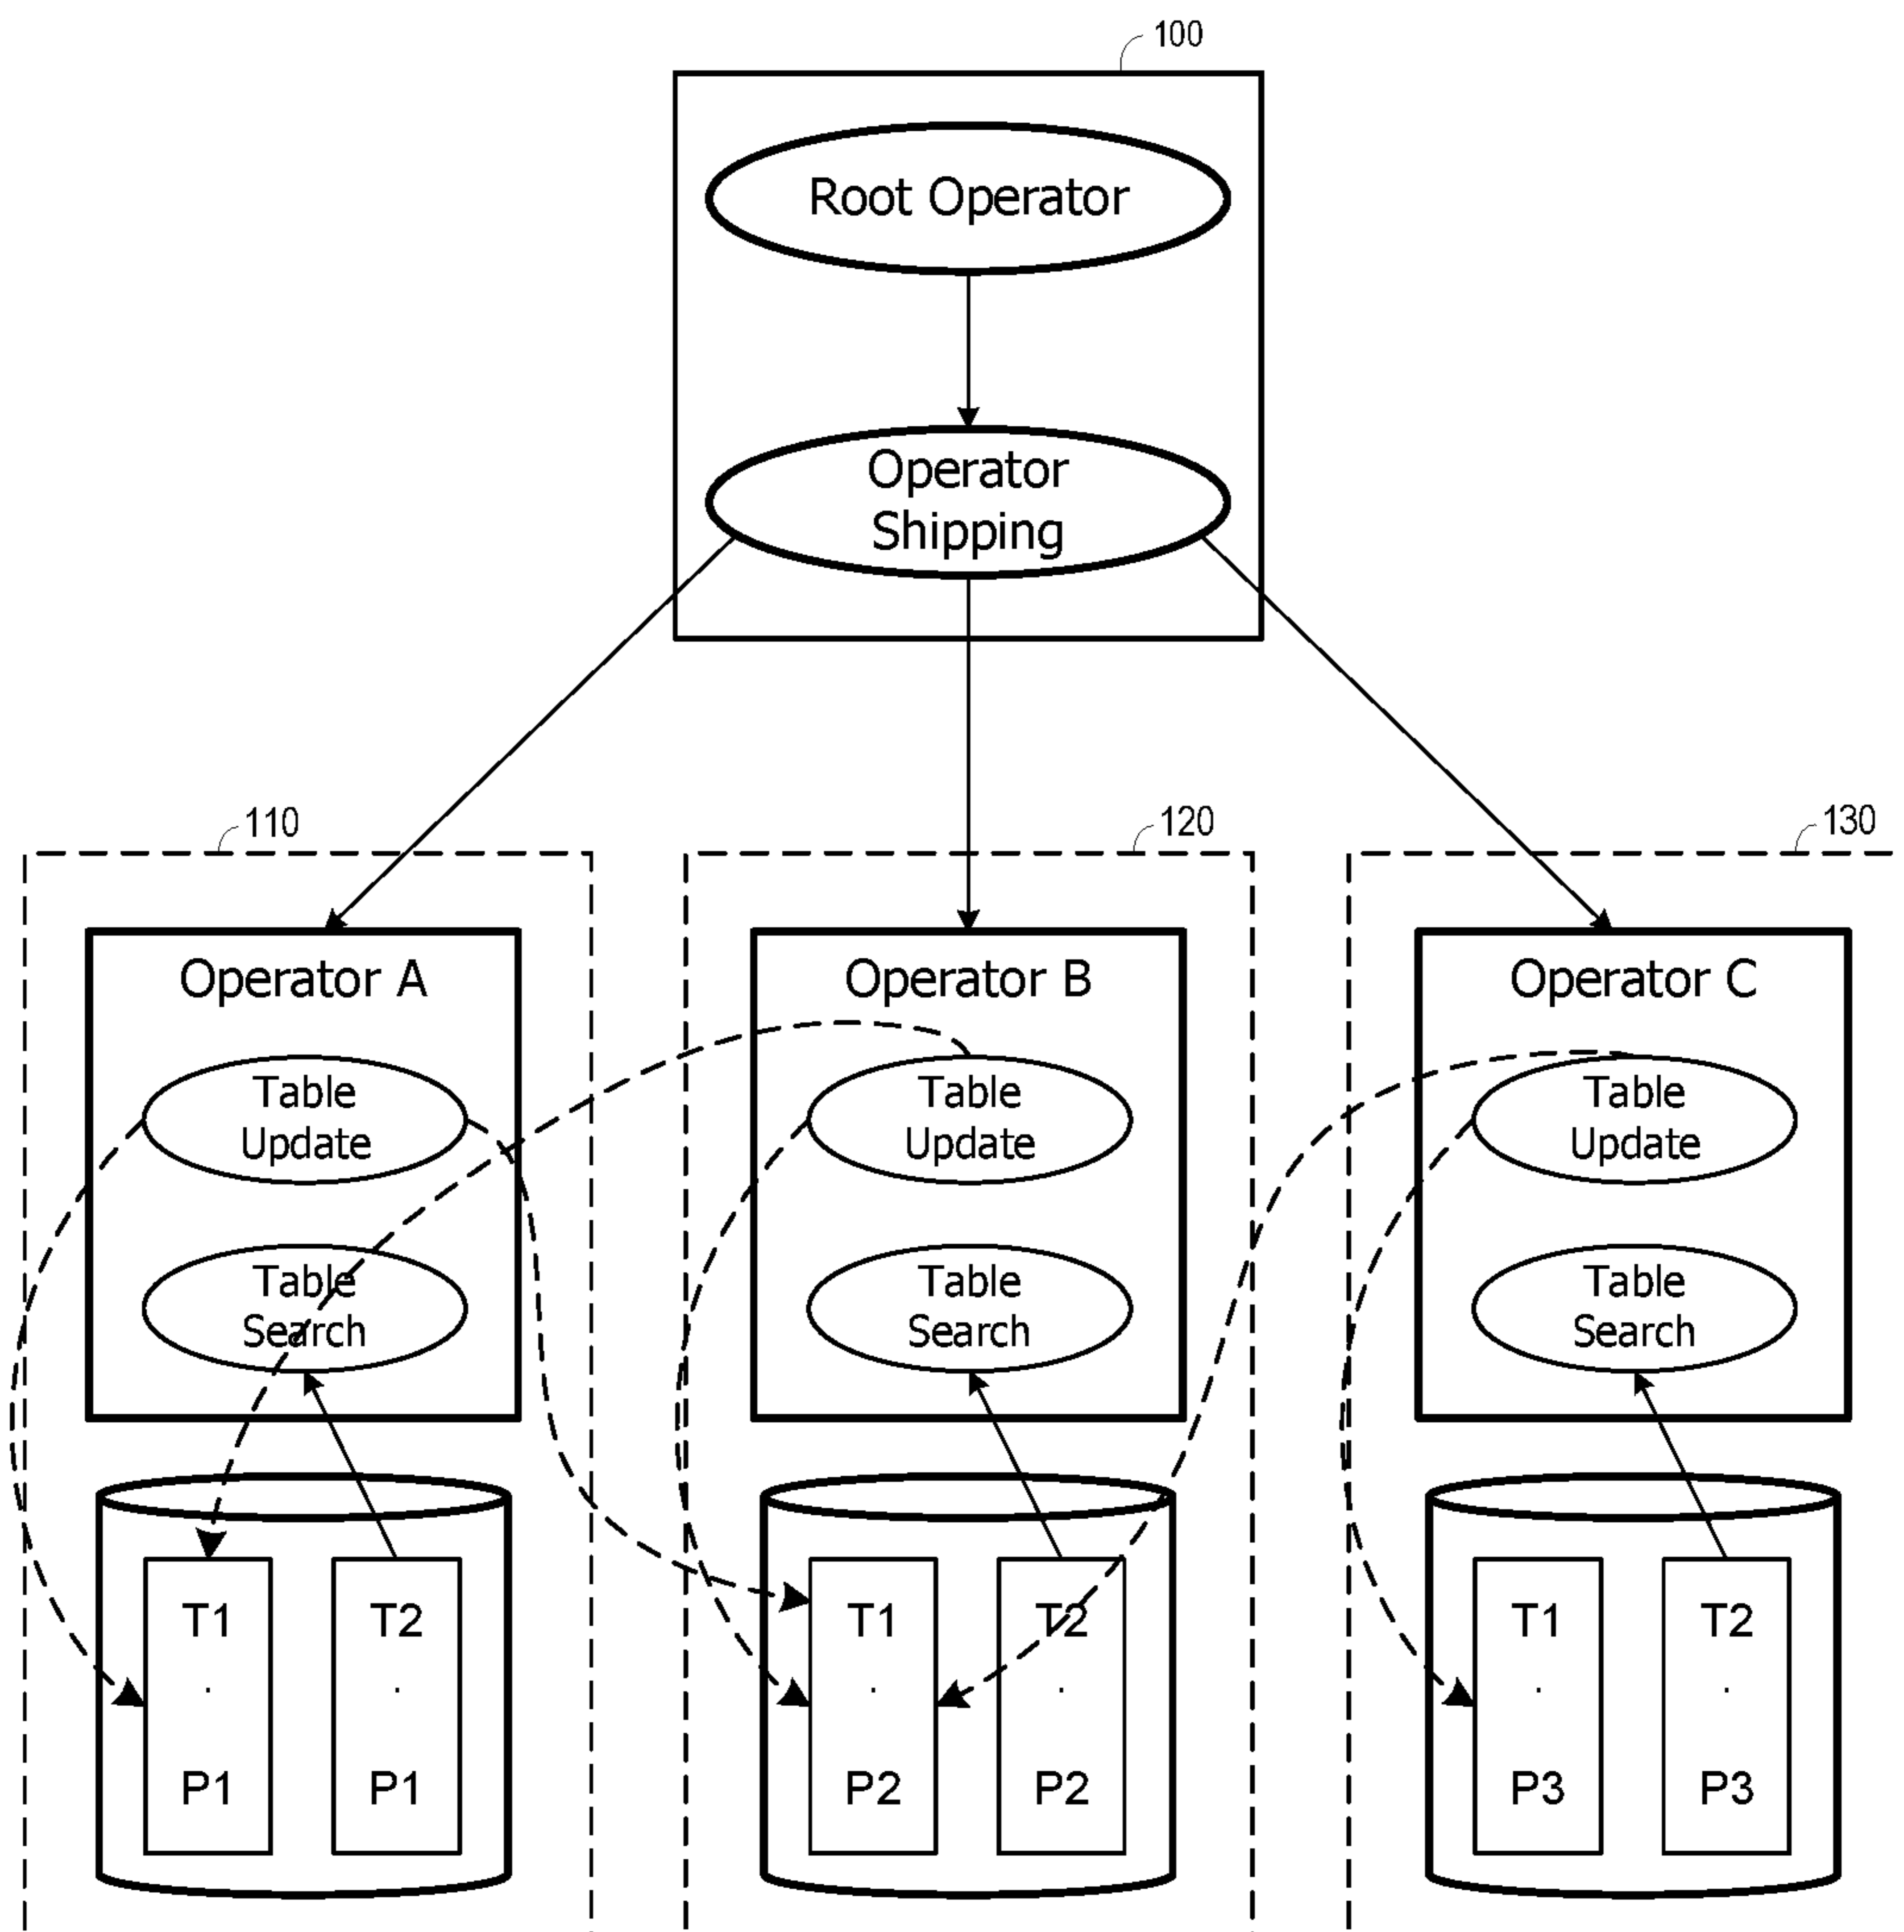 100
Root Operator
Operator
Shipping
110
120
130
Operator A
Table
Update
Table
Search
T1
.
P1
T2
.
P1
Operator B
Table
Update
Table
Search
T1
.
P2
T2
.
P2
Operator C
Table
Update
Table
Search
T1
.
P3
T2
.
P3